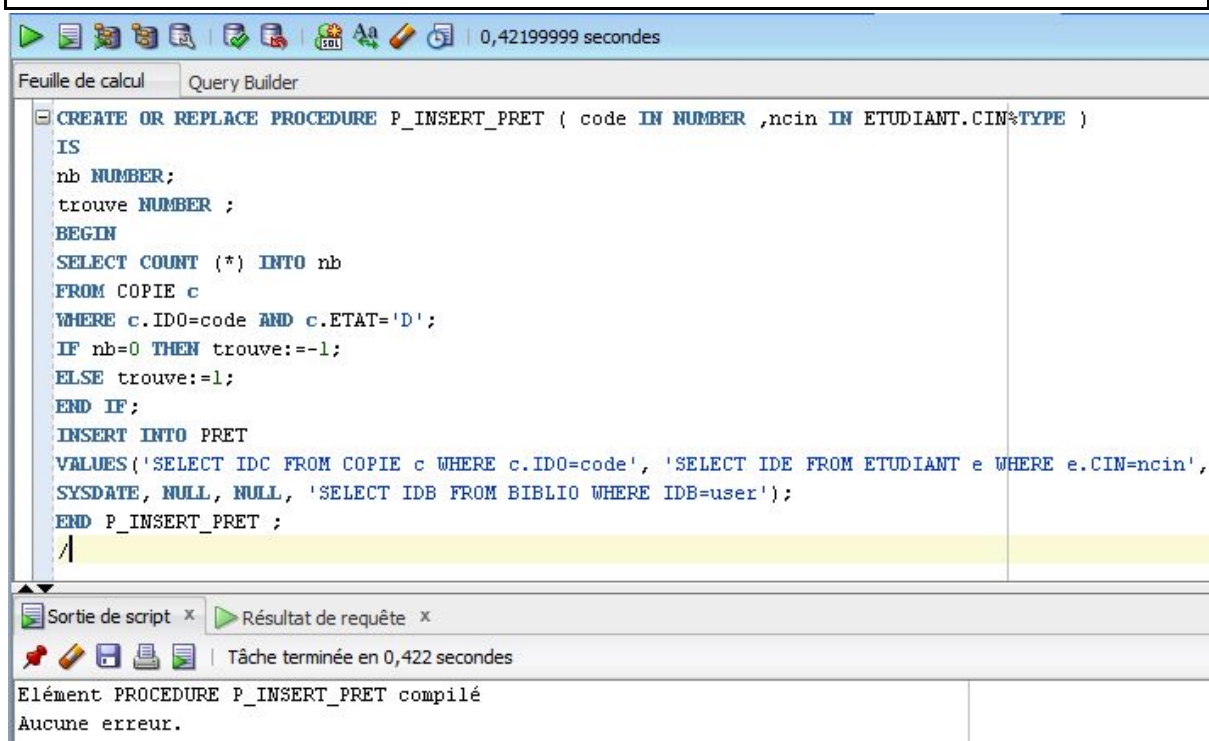 0,42199999 secondes
Feuille de calcul Query Builder
CREATE OR REPLACE PROCEDURE P_INSERT_PRET ( code IN NUMBER ,ncin IN ETUDIANT.CIN%TYPE )
IS
nb NUMBER;
trouve NUMBER ;
BEGIN
SELECT COUNT (*) INTO nb
FROM COPIE c
WHERE c.IDO=code AND c.ETAT='D';
IF nb=0 THEN trouve:=-1;
ELSE trouve:=1;
END IF;
INSERT INTO PRET
VALUES('SELECT IDC FROM COPIE c WHERE c.IDO=code', 'SELECT IDE FROM ETUDIANT e WHERE e.CIN=ncin',
SYSDATE, NULL, NULL, 'SELECT IDB FROM BIBLIO WHERE IDB=user');
END P_INSERT_PRET ;
/
Sortie de script x Résultat de requête x
Tâche terminée en 0,422 secondes
Elément PROCEDURE P_INSERT_PRET compilé
Aucune erreur.